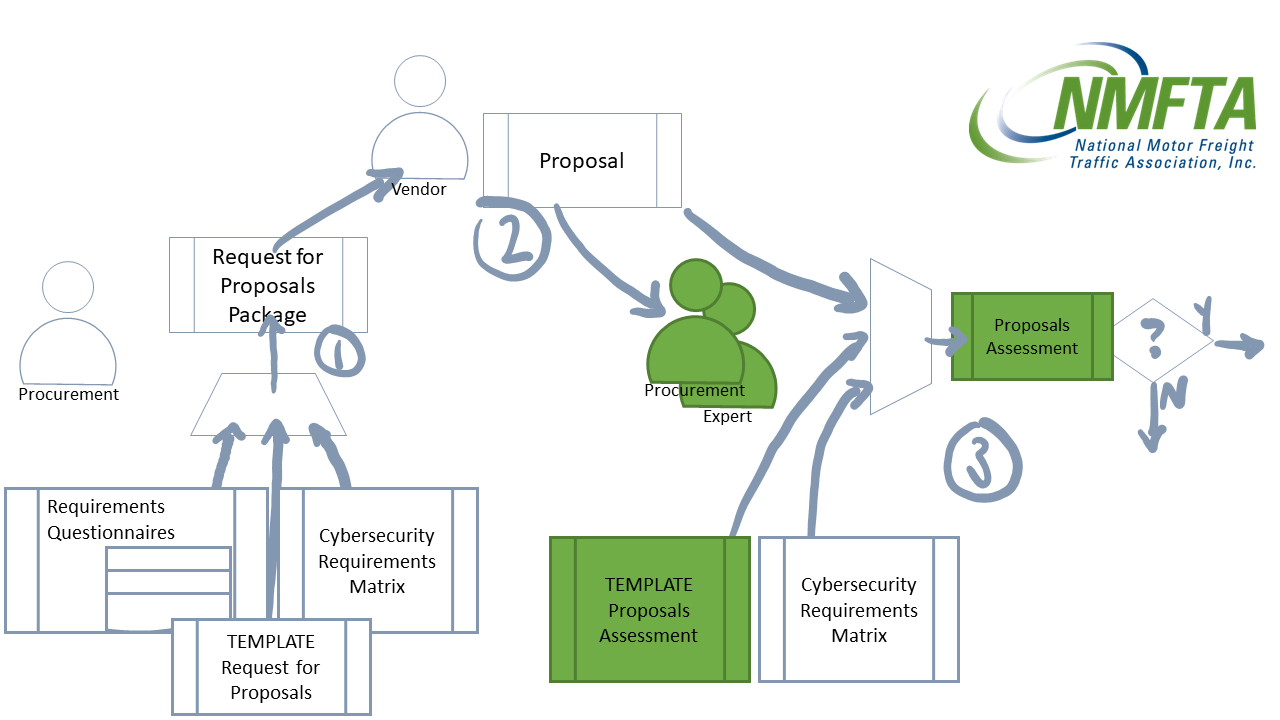 NMFTA
National Motor Freight
Traffic Association, Inc.
Vendor
Proposal
2
Request for
Proposals
Package
1
Procurement
Procurement
Expert
Proposals
Assessment
?
Y
N
3
Requirements
Questionnaires
Cybersecurity
Requirements
Matrix
TEMPLATE
Request for
Proposals
TEMPLATE
Proposals
Assessment
Cybersecurity
Requirements
Matrix